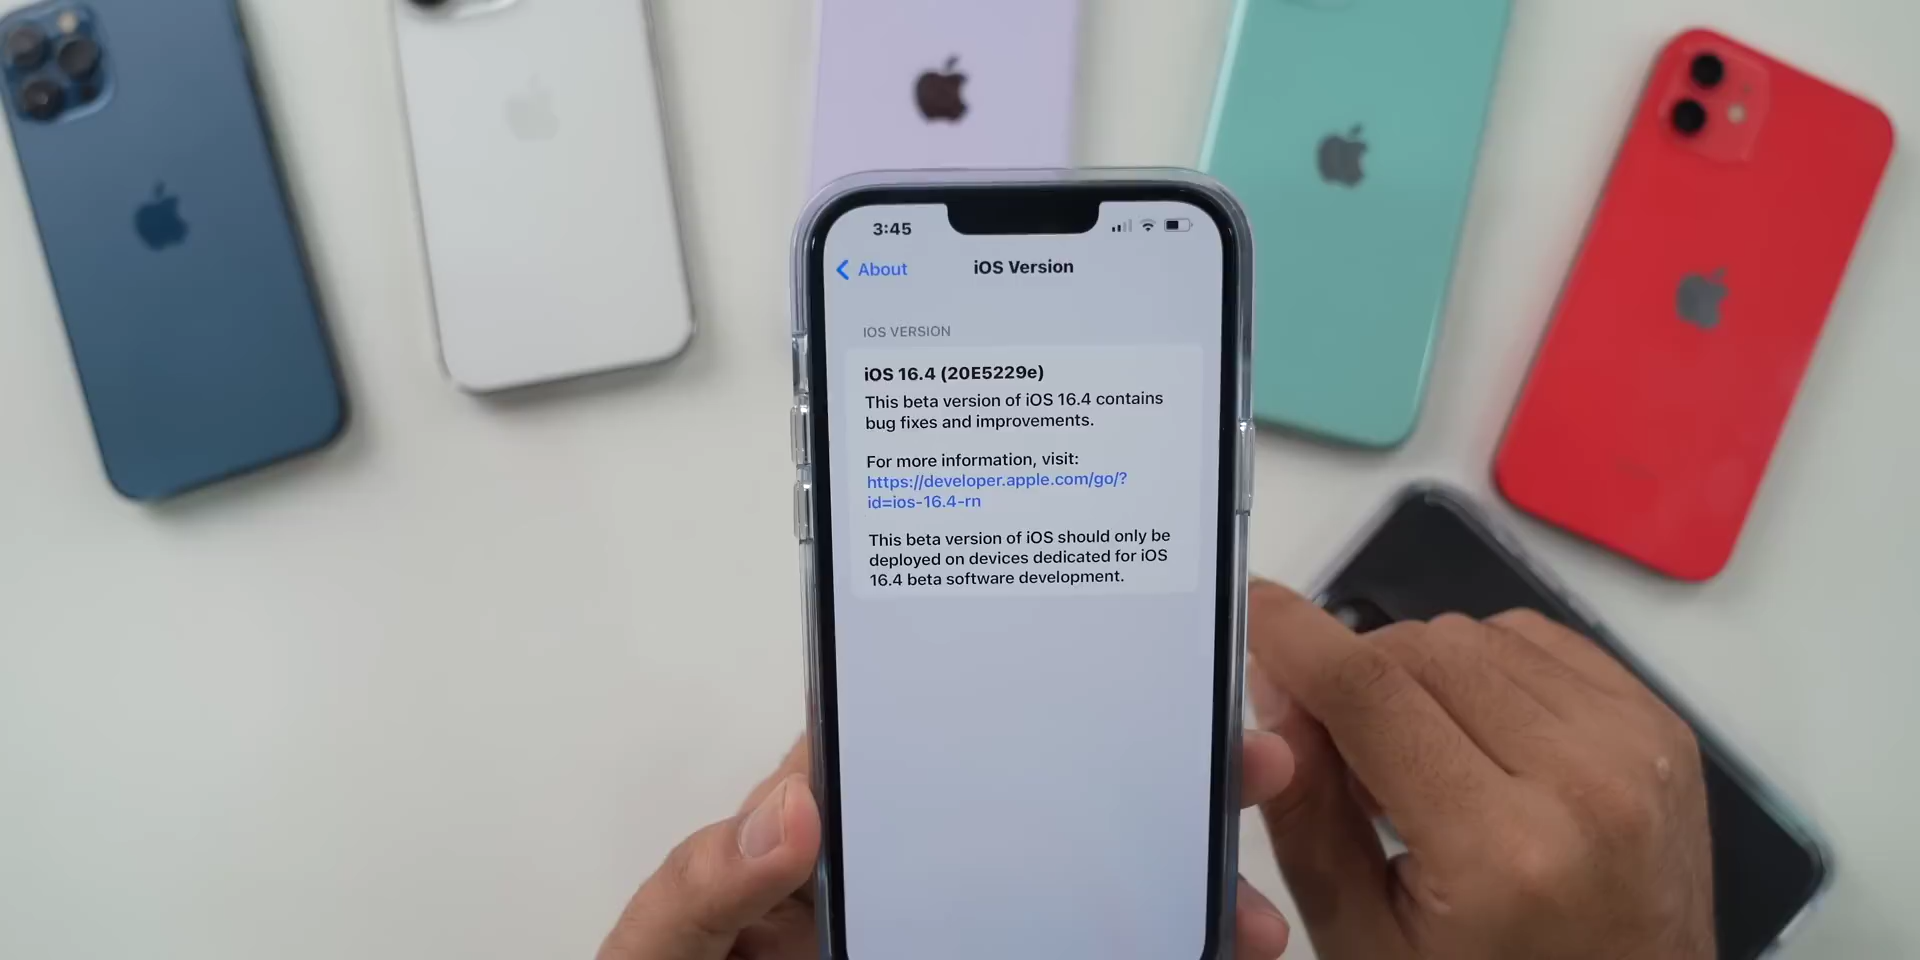 3:45
About
iOS Version
IOS VERSION
iOS 16.4 (20E5229e)
This beta version of iOS 16.4 contains
bug fixes and improvements.
For more information, visit:
https://developer.apple.com/go/?
id=ios-16.4-rn
This beta version of iOS should only be
deployed on devices dedicated for iOS
16.4 beta software development.